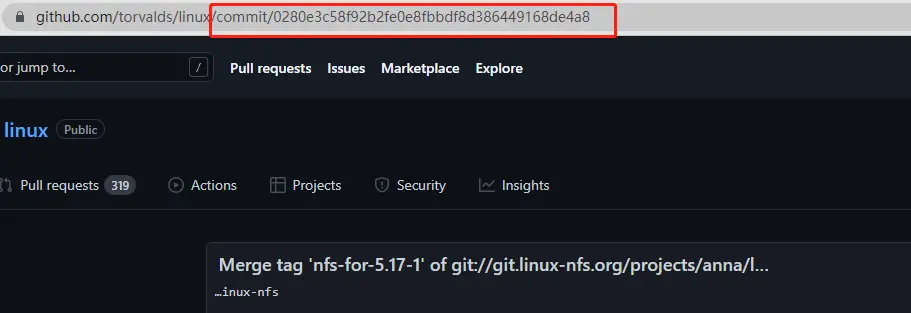 github.com/torvalds/linux/commit/0280e3c58f92b2fe0e8fbbdf8d386449168de4a8
or jump to... / Pull requests Issues Marketplace Explore
linux Public
Pull requests 319 Actions Projects Security Insights
Merge tag 'nfs-for-5.17-1' of git://git.linux-nfs.org/projects/anna/l...
…inux-nfs